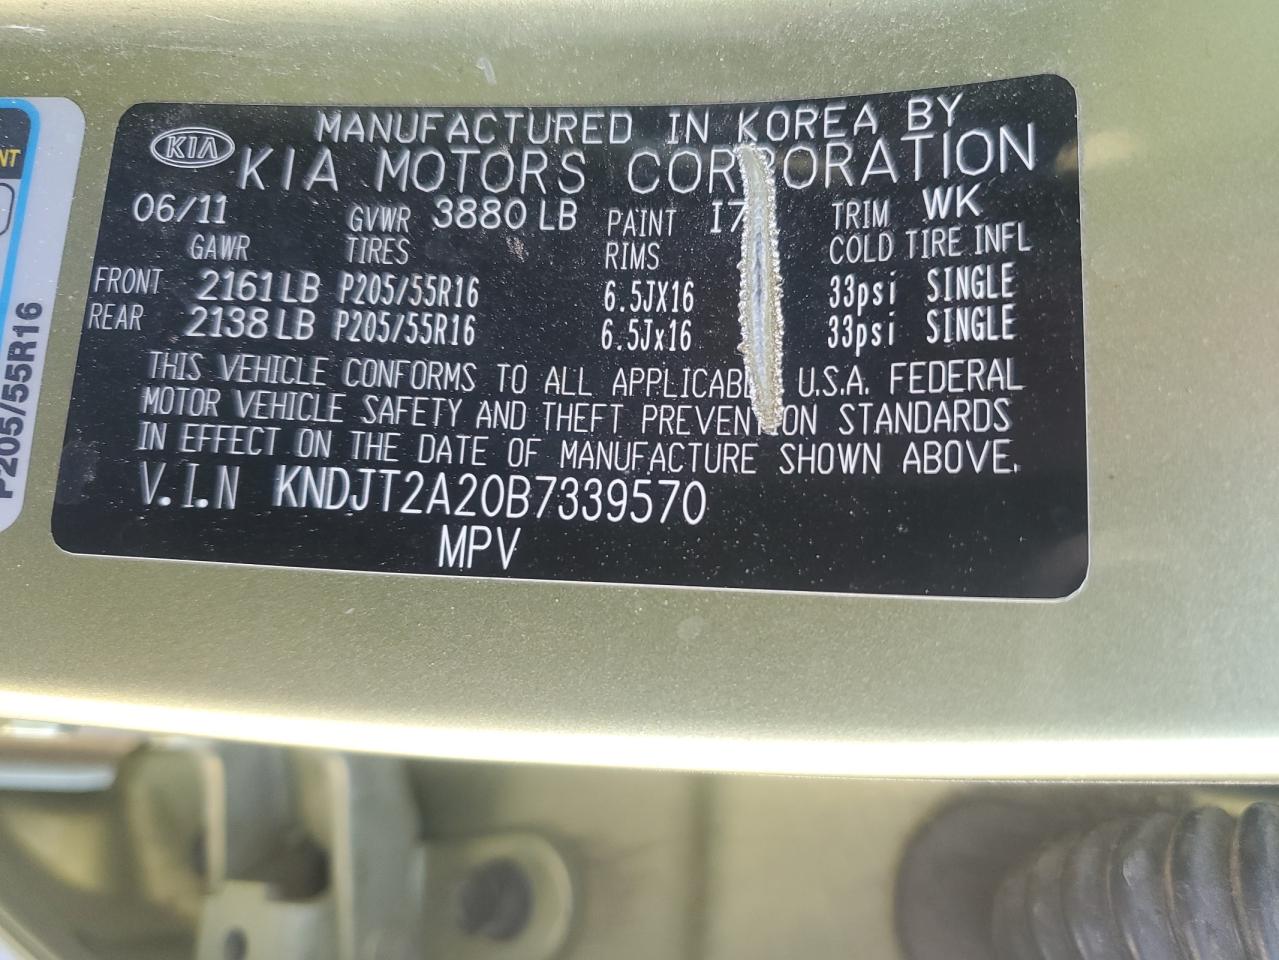 MANUFACTURED IN KOREA BY
KIA KIA MOTORS CORPORATION
06/11 GVWR 3880 LB PAINT I7 TRIM WK
GAWR TIRES RIMS COLD TIRE INFL
FRONT 2161 LB P205/55R16 6.5JX16 33psi SINGLE
REAR 2138 LB P205/55R16 6.5Jx16 33psi SINGLE
THIS VEHICLE CONFORMS TO ALL APPLICAB U.S.A. FEDERAL
MOTOR VEHICLE SAFETY AND THEFT PREVENTION STANDARDS
IN EFFECT ON THE DATE OF MANUFACTURE SHOWN ABOVE.
V.I.N KNDJT2A20B7339570
MPV
NT
P205/55R16